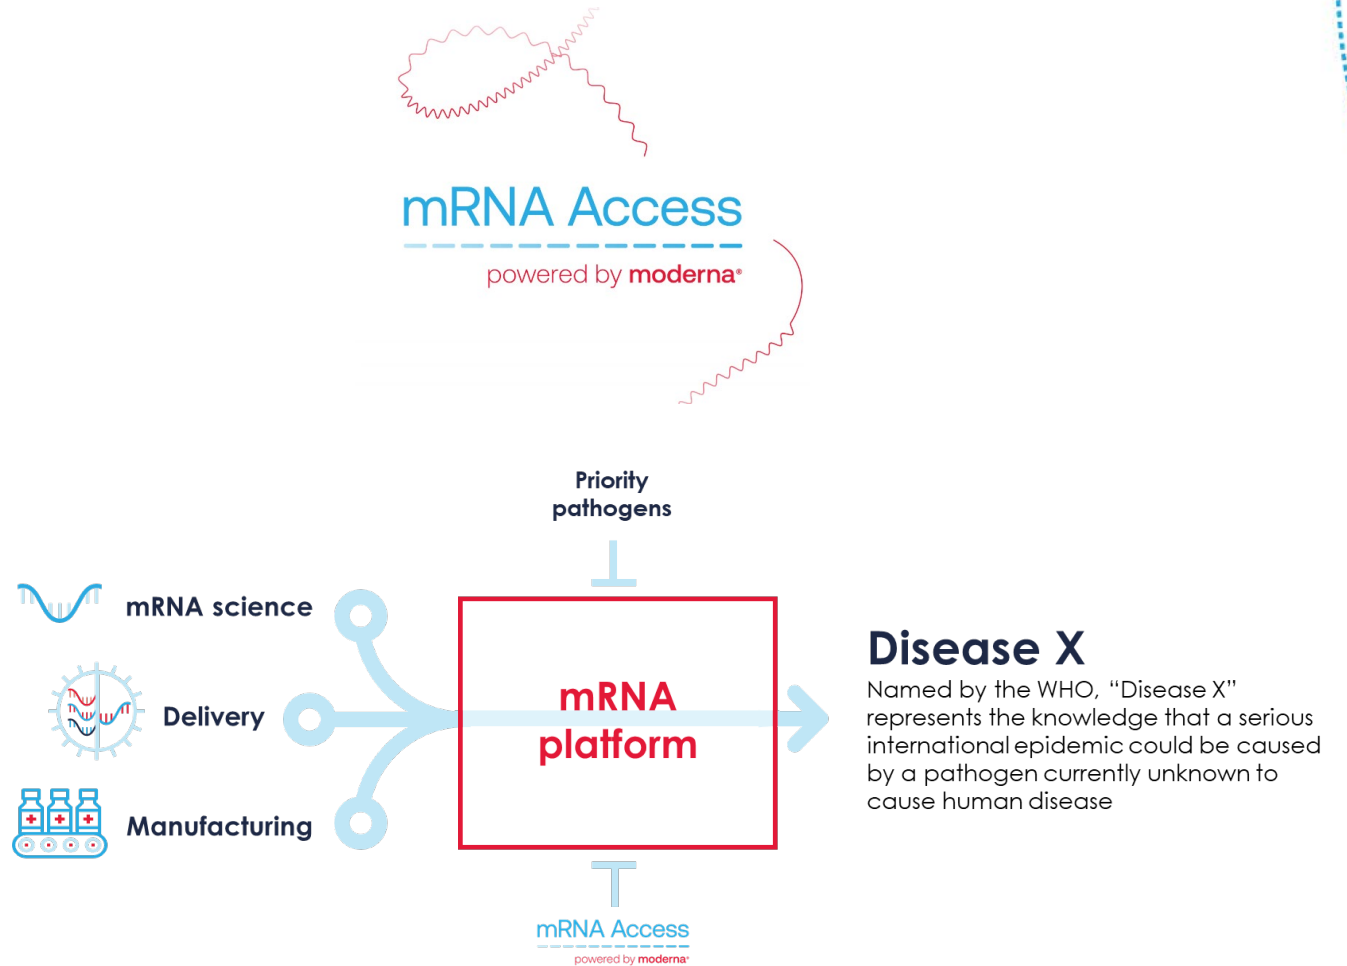 mRNA Access
powered by moderna®
Priority
pathogens
mRNA science
Delivery
Manufacturing
mRNA
platform
Disease X
Named by the WHO, “Disease X”
represents the knowledge that a serious
international epidemic could be caused
by a pathogen currently unknown to
cause human disease
mRNA Access
powered by moderna®